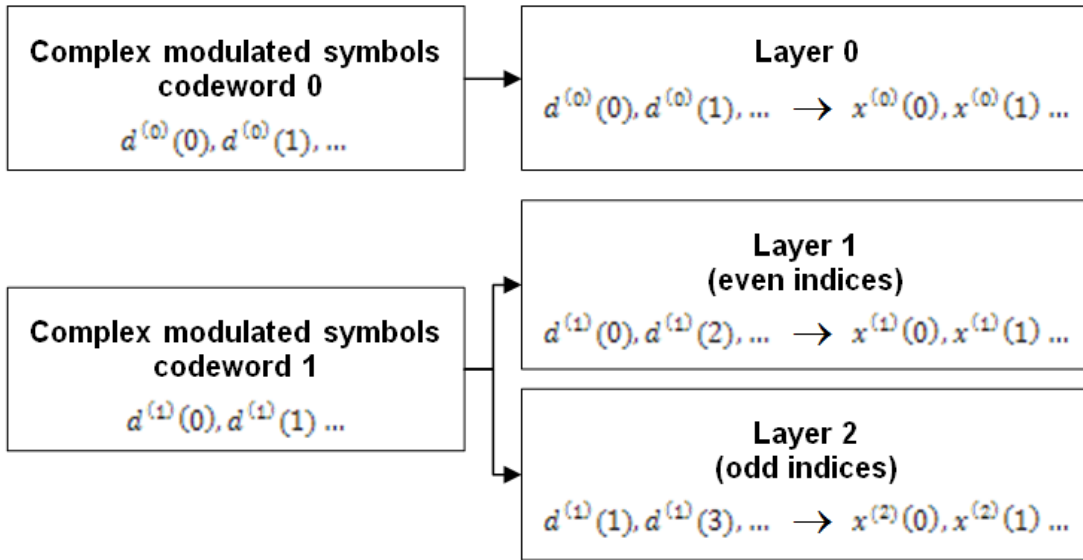 Complex modulated symbols
codeword 0
d⁽⁰⁾(0), d⁽⁰⁾(1), ...
Layer 0
d⁽⁰⁾(0), d⁽⁰⁾(1), ... → x⁽⁰⁾(0), x⁽⁰⁾(1) ...
Complex modulated symbols
codeword 1
d⁽¹⁾(0), d⁽¹⁾(1) ...
Layer 1
(even indices)
d⁽¹⁾(0), d⁽¹⁾(2), ... → x⁽¹⁾(0), x⁽¹⁾(1) ...
Layer 2
(odd indices)
d⁽¹⁾(1), d⁽¹⁾(3), ... → x⁽²⁾(0), x⁽²⁾(1) ...